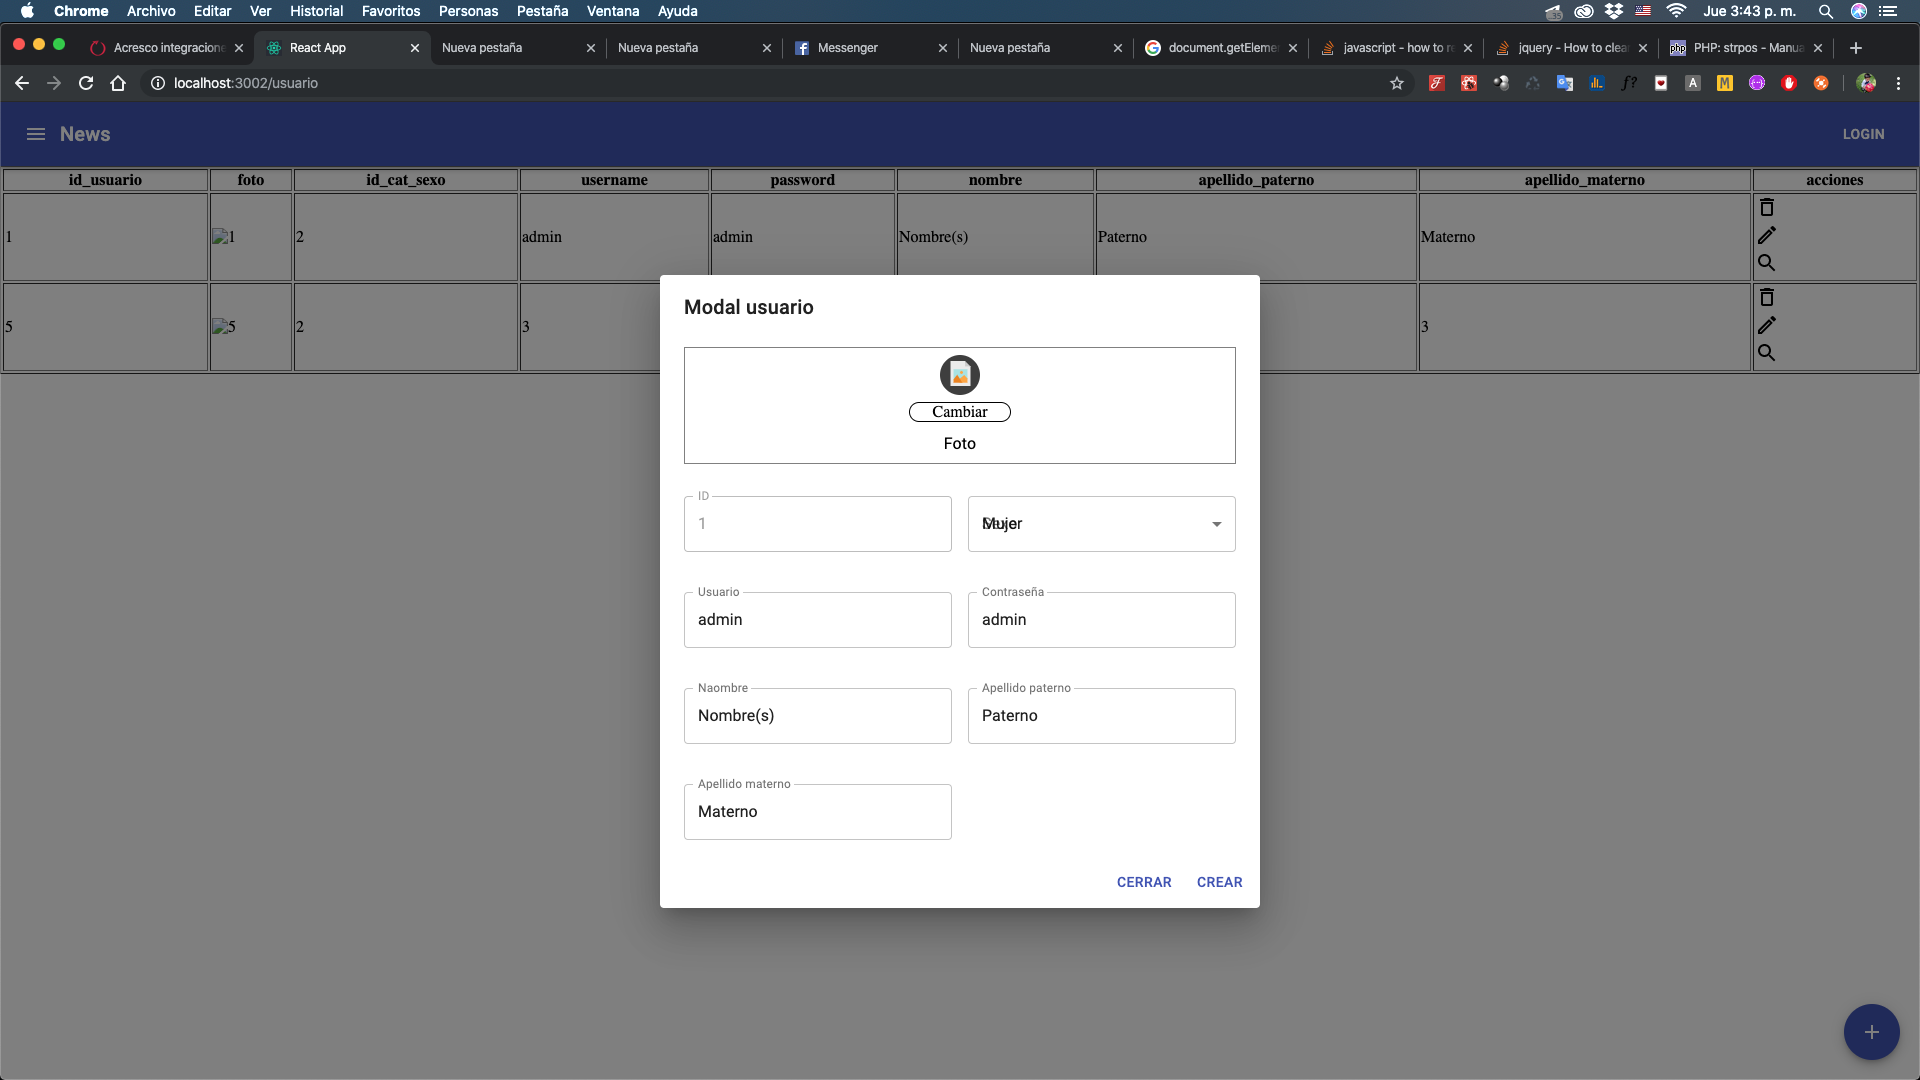 Chrome Archivo Editar Ver Historial Favoritos Personas Pestaña Ventana Ayuda Jue 3:43 p. m.
Acresco integracione React App Nueva pestaña Nueva pestaña Messenger Nueva pestaña document.getEleme javascript - how to re jquery - How to clea php PHP: strpos - Manua
localhost:3002/usuario
News LOGIN
id_usuario foto id_cat_sexo username password nombre apellido_paterno apellido_materno acciones
1 1 2 admin admin Nombre(s) Paterno Materno
5 5 2 3 3
Modal usuario
Cambiar
Foto
ID
1 Mujer
Usuario Contraseña
admin admin
Naombre Apellido paterno
Nombre(s) Paterno
Apellido materno
Materno
CERRAR CREAR